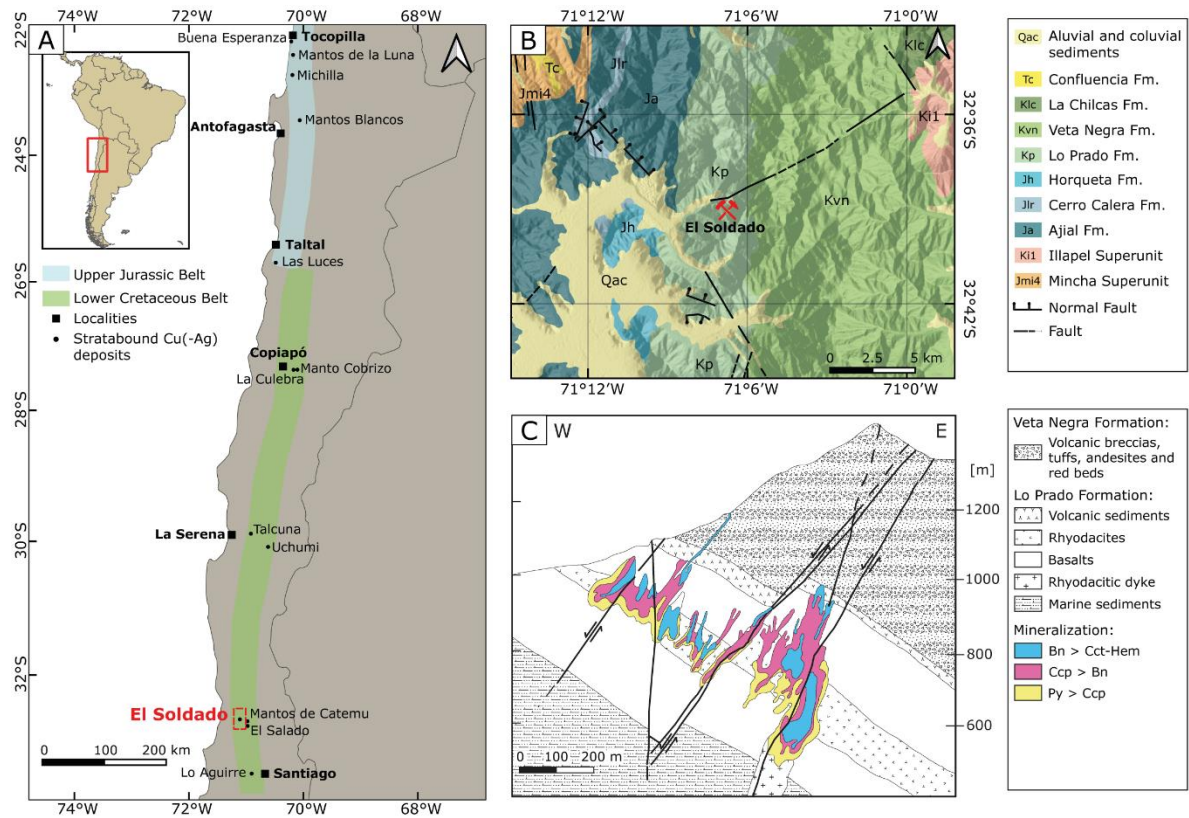 74°W
72°W
70°W
68°W
22°S
24°S
26°S
28°S
30°S
32°S
A
Buena Esperanza
Tocopilla
Mantos de la Luna
Michilla
Antofagasta
Mantos Blancos
Taltal
Las Luces
Upper Jurassic Belt
Lower Cretaceous Belt
Localities
Stratabound Cu(-Ag)
deposits
Copiapó
La Culebra
Manto Cobrizo
La Serena
Talcuna
Uchumi
El Soldado
Mantos de Catemu
El Salado
0 100 200 km
Lo Aguirre
Santiago
74°W
72°W
70°W
68°W
B
71°12'W
71°6'W
71°0'W
Tc
Jlr
Jmi4
Ja
Klc
Ki1
Kp
Kvn
El Soldado
Jh
Qac
Kp
32°36'S
32°42'S
0 2.5 5 km
71°12'W
71°6'W
71°0'W
Qac Aluvial and coluvial
sediments
Tc Confluencia Fm.
Klc La Chilcas Fm.
Kvn Veta Negra Fm.
Kp Lo Prado Fm.
Jh Horqueta Fm.
Jlr Cerro Calera Fm.
Ja Ajial Fm.
Ki1 Illapel Superunit
Jmi4 Mincha Superunit
Normal Fault
Fault
C
W
E
[m]
1200
1000
800
600
0 100 200 m
Veta Negra Formation:
Volcanic breccias,
tuffs, andesites and
red beds
Lo Prado Formation:
Volcanic sediments
Rhyodacites
Basalts
Rhyodacitic dyke
Marine sediments
Mineralization:
Bn > Cct-Hem
Ccp > Bn
Py > Ccp